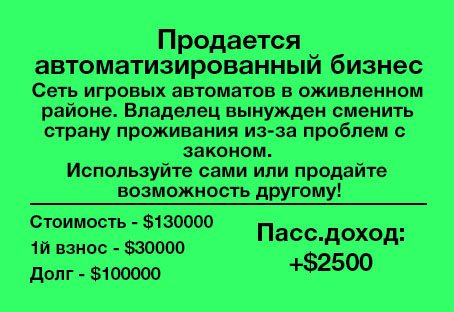 Продается
автоматизированный бизнес
Сеть игровых автоматов в оживленном
районе. Владелец вынужден сменить
страну проживания из-за проблем с
законом.
Используйте сами или продайте
возможность другому!
Стоимость - $130000
1й взнос - $30000
Долг - $100000
Пасс.доход:
+$2500